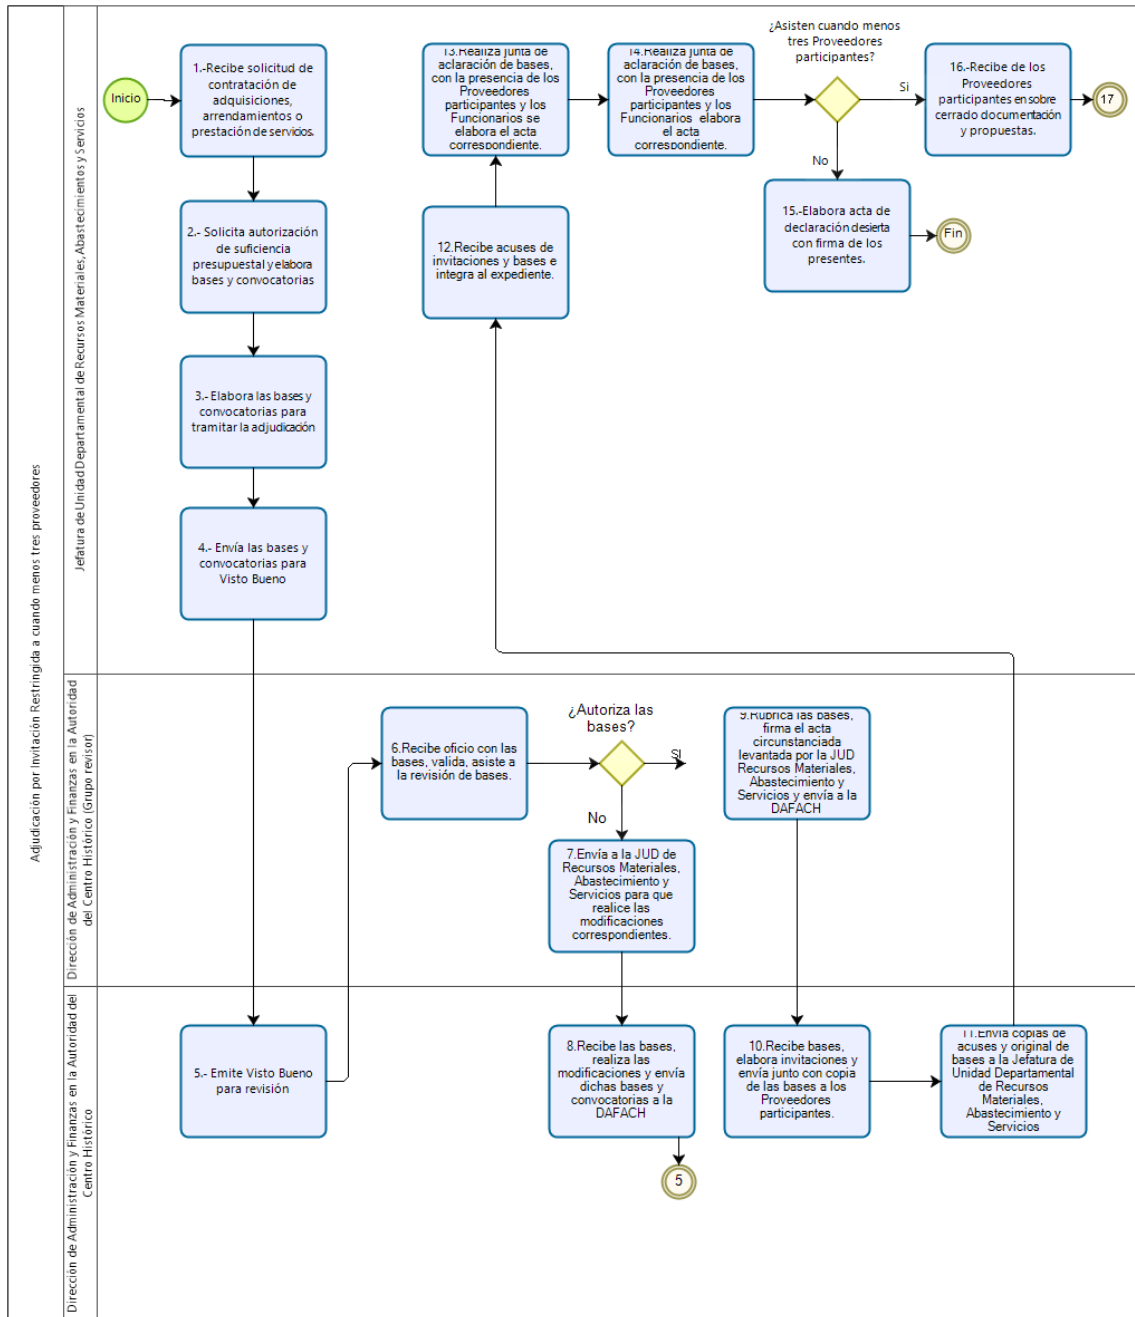 Adjudicación por Invitación Restringida a cuando menos tres proveedores
Jefatura de Unidad Departamental de Recursos Materiales, Abastecimientos y Servicios
Inicio
1.-Recibe solicitud de
contratación de
adquisiciones,
arrendamientos o
prestación de servicios.
2.- Solicita autorización
de suficiencia
presupuestal y elabora
bases y convocatorias
3.- Elabora las bases y
convocatorias para
tramitar la adjudicación
4.- Envía las bases y
convocatorias para
Visto Bueno
13.Realiza junta de
aclaración de bases,
con la presencia de los
Proveedores
participantes y los
Funcionarios se
elabora el acta
correspondiente.
14.Realiza junta de
aclaración de bases,
con la presencia de los
Proveedores
participantes y los
Funcionarios elabora
el acta
correspondiente.
¿Asisten cuando menos
tres Proveedores
participantes?
Si
No
16.-Recibe de los
Proveedores
participantes en sobre
cerrado documentación
y propuestas.
17
15.-Elabora acta de
declaración desierta
con firma de los
presentes.
Fin
12.Recibe acuses de
invitaciones y bases e
integra al expediente.
Dirección de Administración y Finanzas en la Autoridad
del Centro Histórico (Grupo revisor)
6.Recibe oficio con las
bases, valida, asiste a
la revisión de bases.
¿Autoriza las
bases?
SI
No
7.Envía a la JUD de
Recursos Materiales,
Abastecimiento y
Servicios para que
realice las
modificaciones
correspondientes.
9.Rubrica las bases,
firma el acta
circunstanciada
levantada por la JUD
Recursos Materiales,
Abastecimiento y
Servicios y envía a la
DAFACH
Dirección de Administración y Finanzas en la Autoridad del
Centro Histórico
5.- Emite Visto Bueno
para revisión
8.Recibe las bases,
realiza las
modificaciones y envía
dichas bases y
convocatorias a la
DAFACH
5
10.Recibe bases,
elabora invitaciones y
envía junto con copia
de las bases a los
Proveedores
participantes.
11.Envía copias de
acuses y original de
bases a la Jefatura de
Unidad Departamental
de Recursos
Materiales,
Abastecimiento y
Servicios